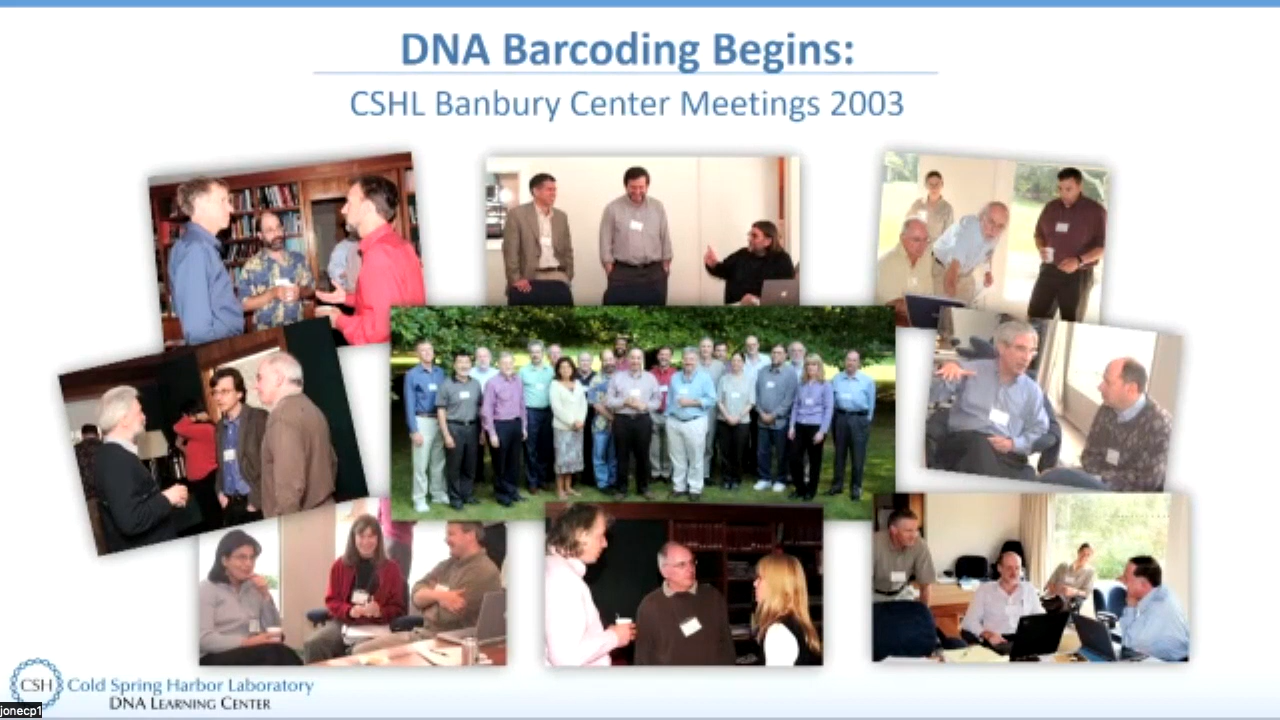 DNA Barcoding Begins:
CSHL Banbury Center Meetings 2003
CSH Cold Spring Harbor Laboratory
DNA LEARNING CENTER
jonecp1